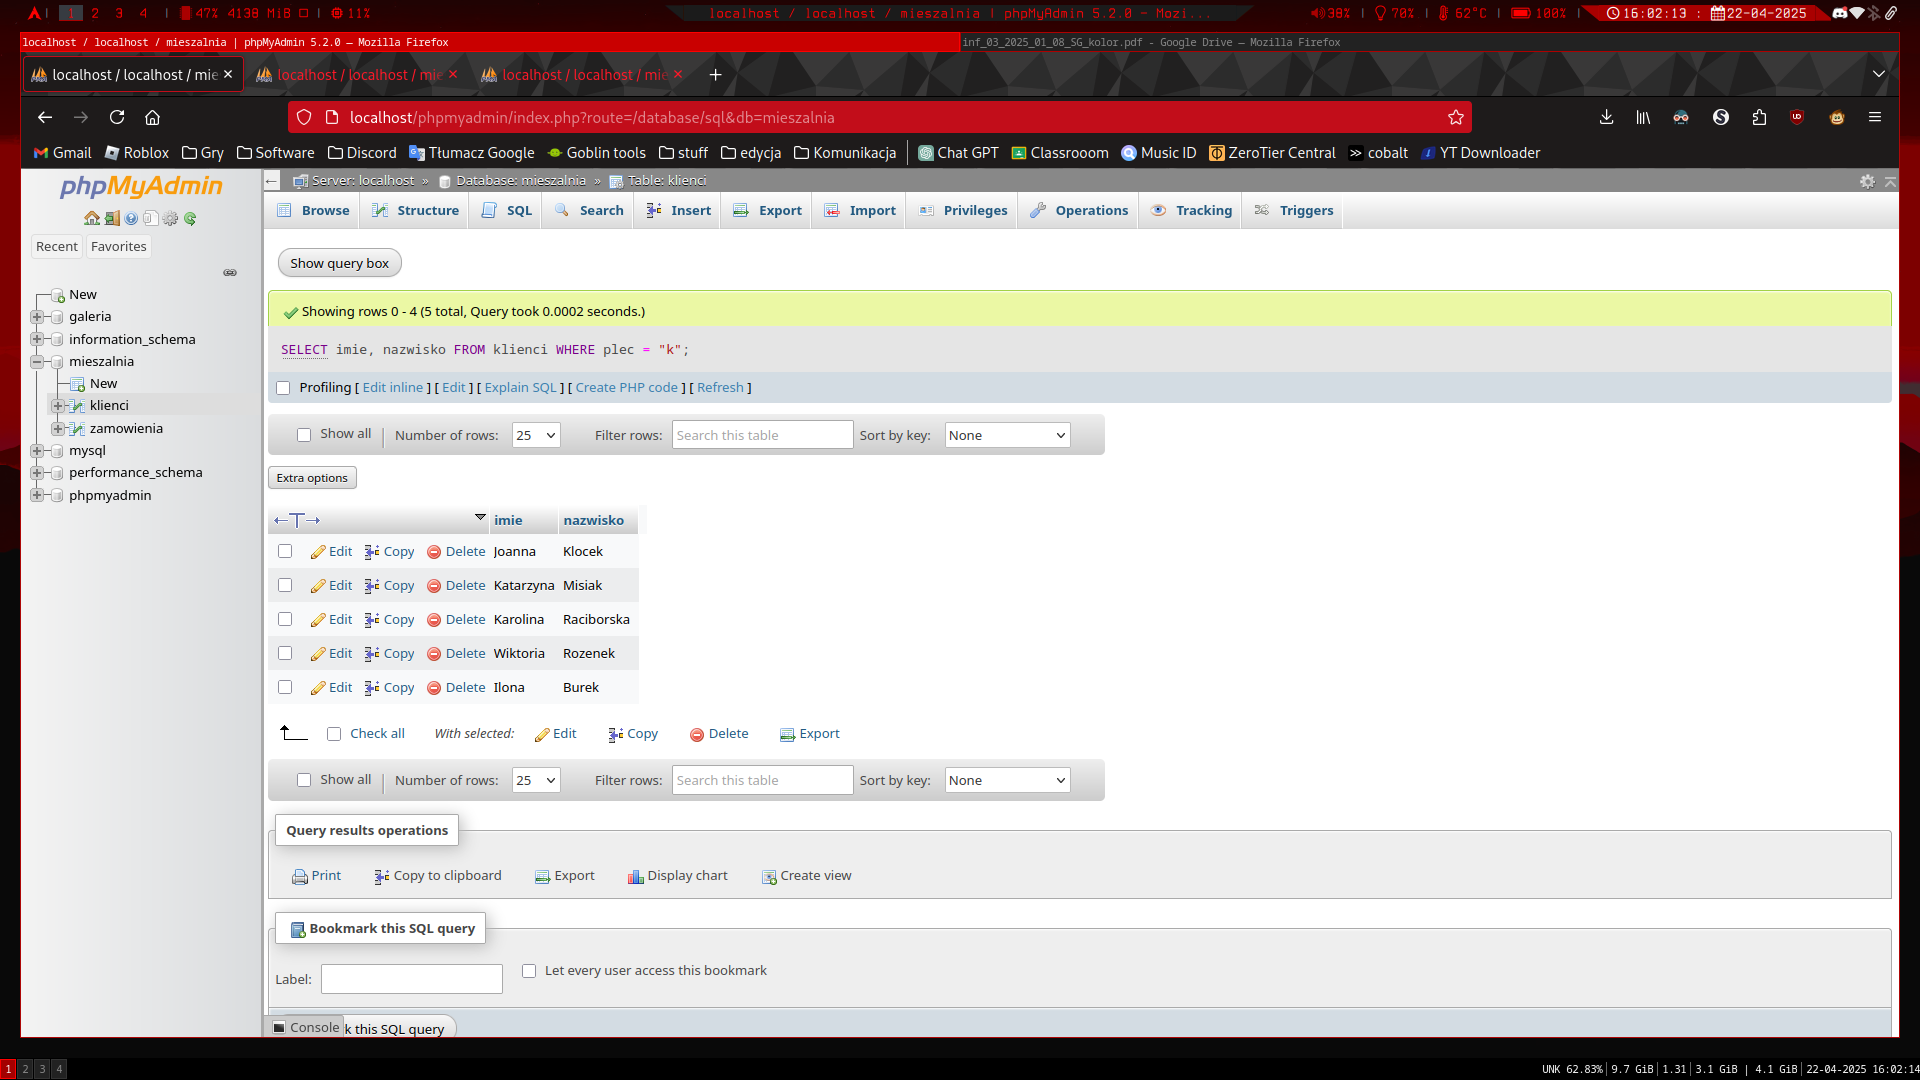 1 2 3 4 47% 4138 MiB 11% localhost / localhost / mieszalnia | phpMyAdmin 5.2.0 - Mozi... 38% 70% 62°C 100% 16:02:13 : 22-04-2025
localhost / localhost / mieszalnia | phpMyAdmin 5.2.0 — Mozilla Firefox inf_03_2025_01_08_SG_kolor.pdf - Google Drive — Mozilla Firefox
localhost / localhost / mie localhost / localhost / mie localhost / localhost / mie
localhost/phpmyadmin/index.php?route=/database/sql&db=mieszalnia
Gmail Roblox Gry Software Discord Tłumacz Google Goblin tools stuff edycja Komunikacja Chat GPT Classrooom Music ID ZeroTier Central cobalt YT Downloader
phpMyAdmin
Recent Favorites
New
galeria
information_schema
mieszalnia
New
klienci
zamowienia
mysql
performance_schema
phpmyadmin
Server: localhost » Database: mieszalnia » Table: klienci
Browse Structure SQL Search Insert Export Import Privileges Operations Tracking Triggers
Show query box
Showing rows 0 - 4 (5 total, Query took 0.0002 seconds.)
SELECT imie, nazwisko FROM klienci WHERE plec = "k";
Profiling [ Edit inline ] [ Edit ] [ Explain SQL ] [ Create PHP code ] [ Refresh ]
Show all Number of rows: 25 Filter rows: Search this table Sort by key: None
Extra options
imie nazwisko
Edit Copy Delete Joanna Klocek
Edit Copy Delete Katarzyna Misiak
Edit Copy Delete Karolina Raciborska
Edit Copy Delete Wiktoria Rozenek
Edit Copy Delete Ilona Burek
Check all With selected: Edit Copy Delete Export
Show all Number of rows: 25 Filter rows: Search this table Sort by key: None
Query results operations
Print Copy to clipboard Export Display chart Create view
Bookmark this SQL query
Label: Let every user access this bookmark
Console k this SQL query
1 2 3 4 UNK 62.83% 9.7 GiB 1.31 3.1 GiB | 4.1 GiB 22-04-2025 16:02:14